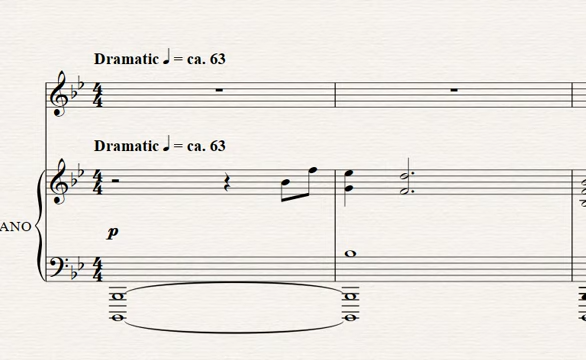 Dramatic ♩ = ca. 63
Dramatic ♩ = ca. 63
ANO
p